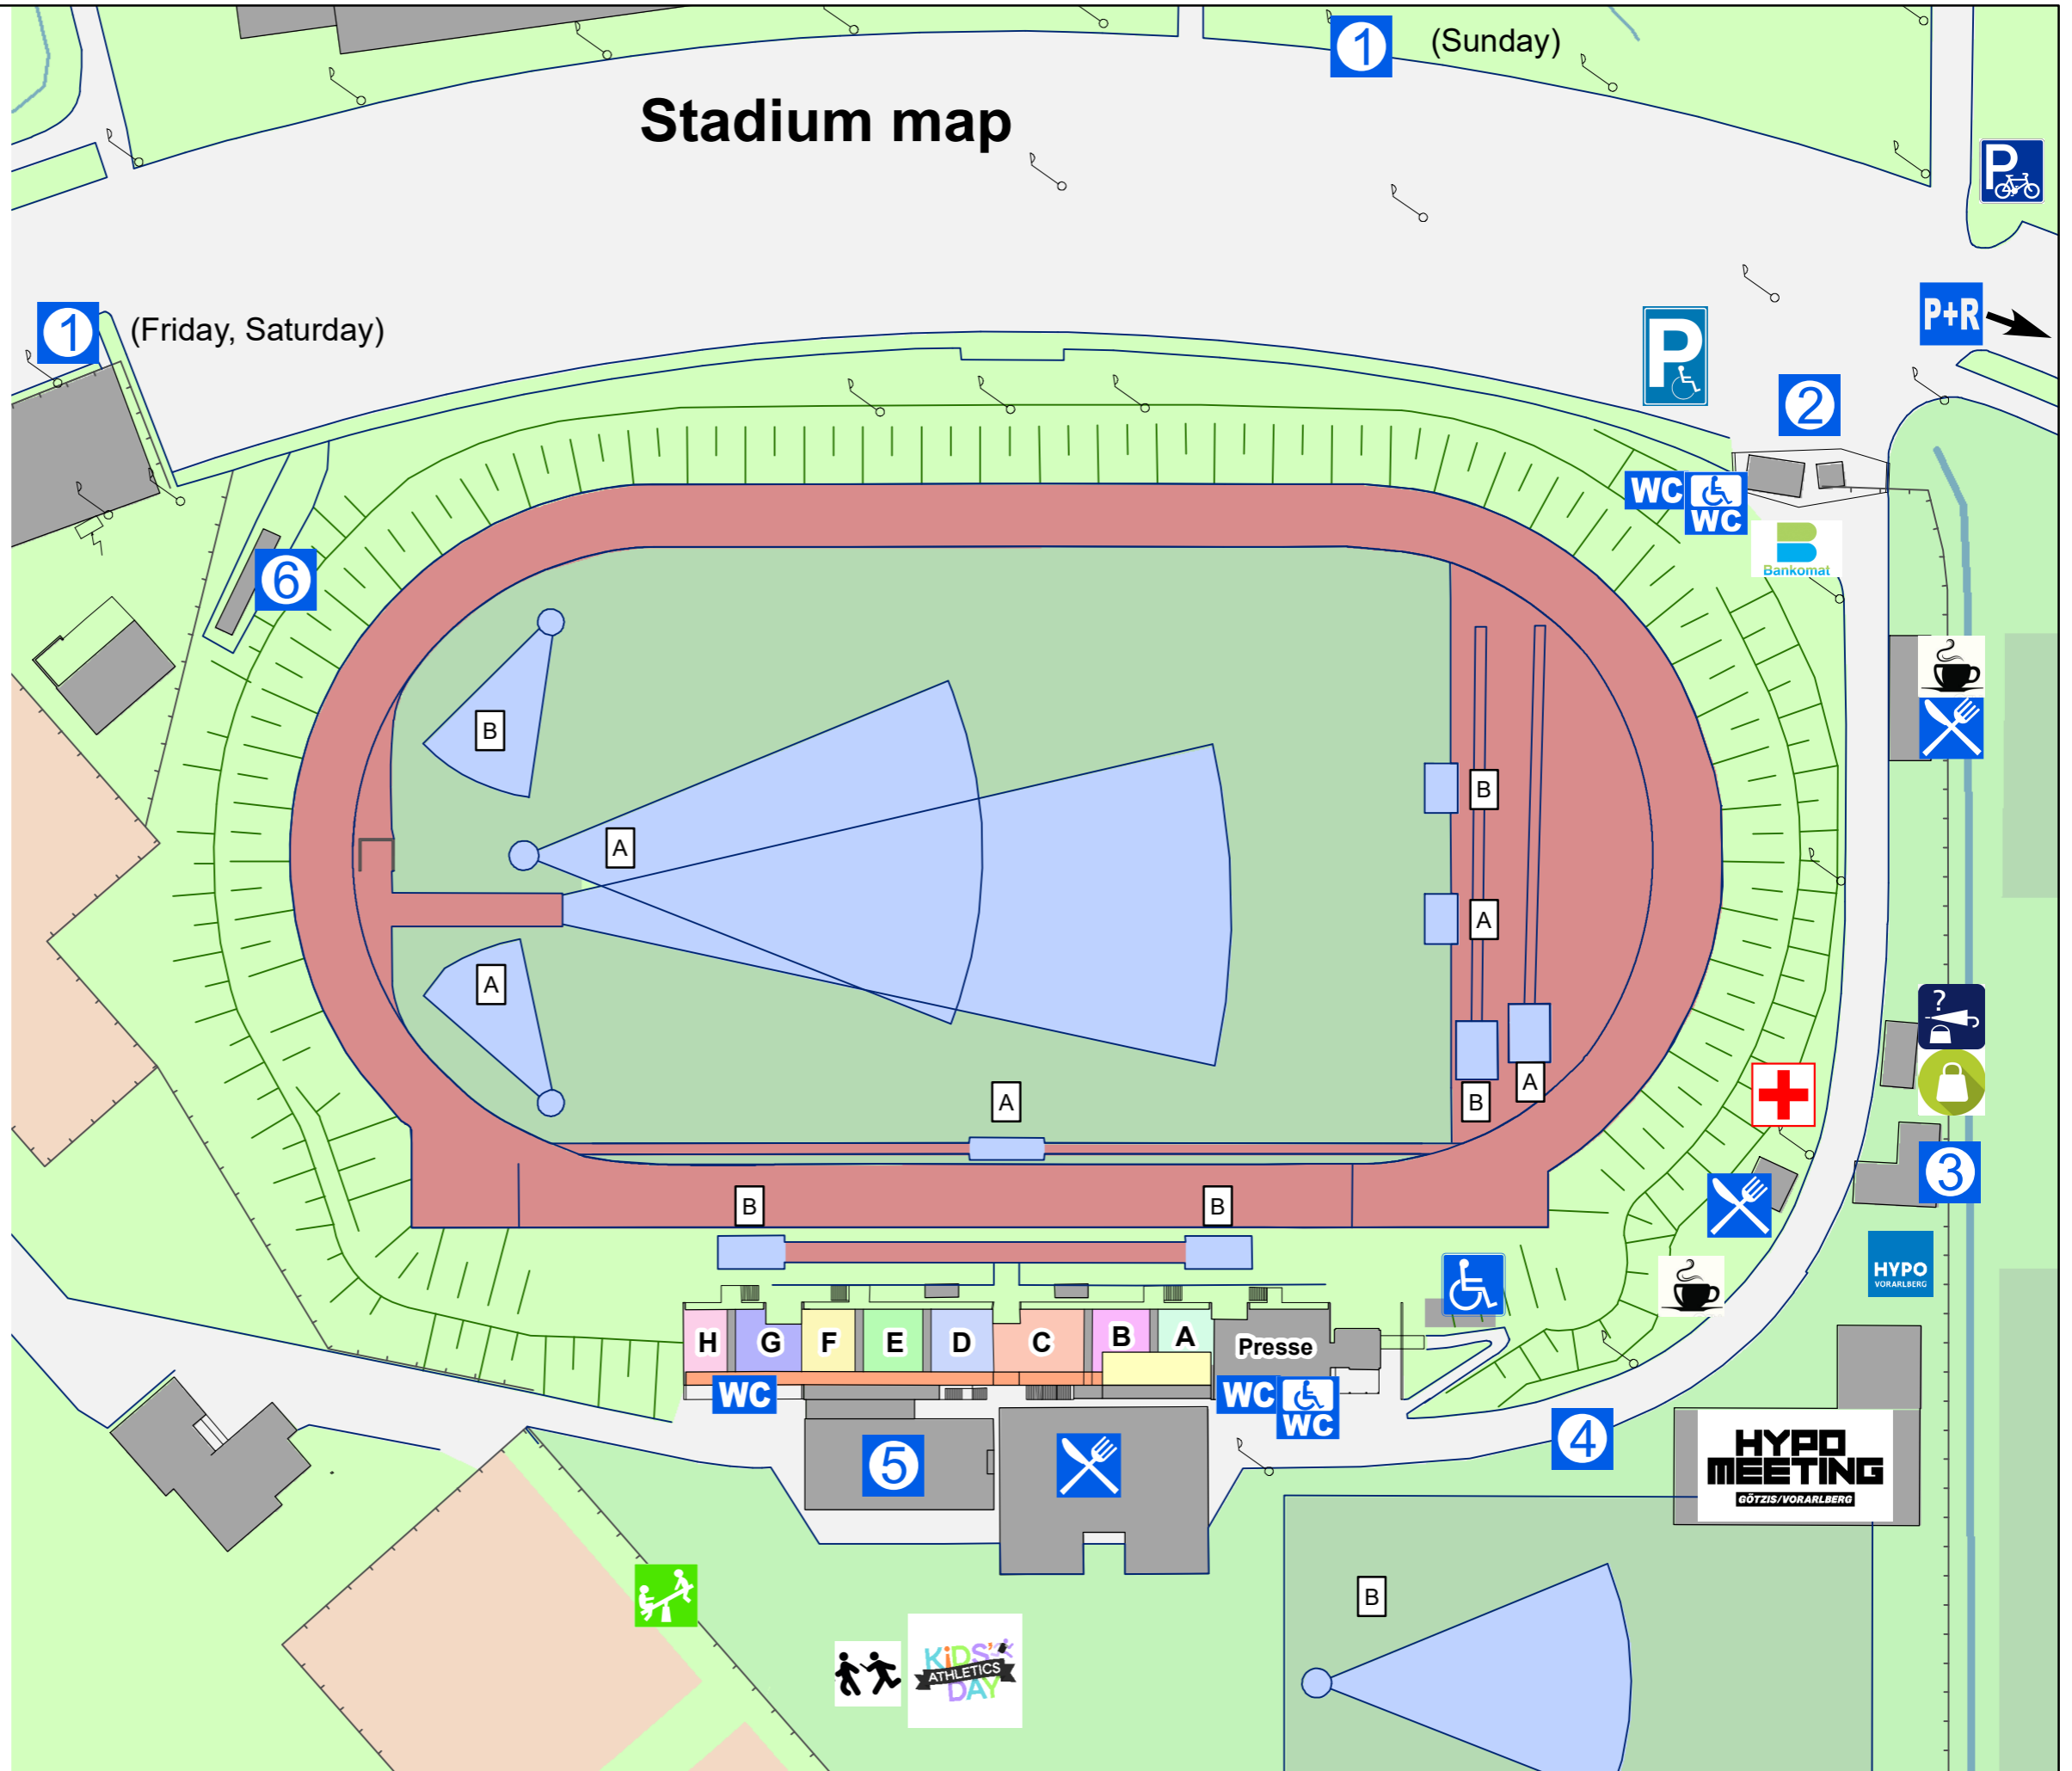 1 (Sunday)
Stadium map
P
P+R
1 (Friday, Saturday)
P
2
WC
WC
B
Bankomat
6
B
B
A
A
A
?
A
A
B
3
B
B
HYPO
VORARLBERG
H G F E D C B A Presse
WC
WC
WC
4
5
HYPO
MEETING
GÖTZIS/VORARLBERG
B
KiDS'
ATHLETICS
DAY